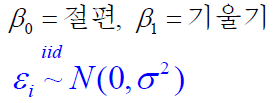 β₀ = 절편, β₁ = 기울기
εᵢ iid ~ N(0, σ²)